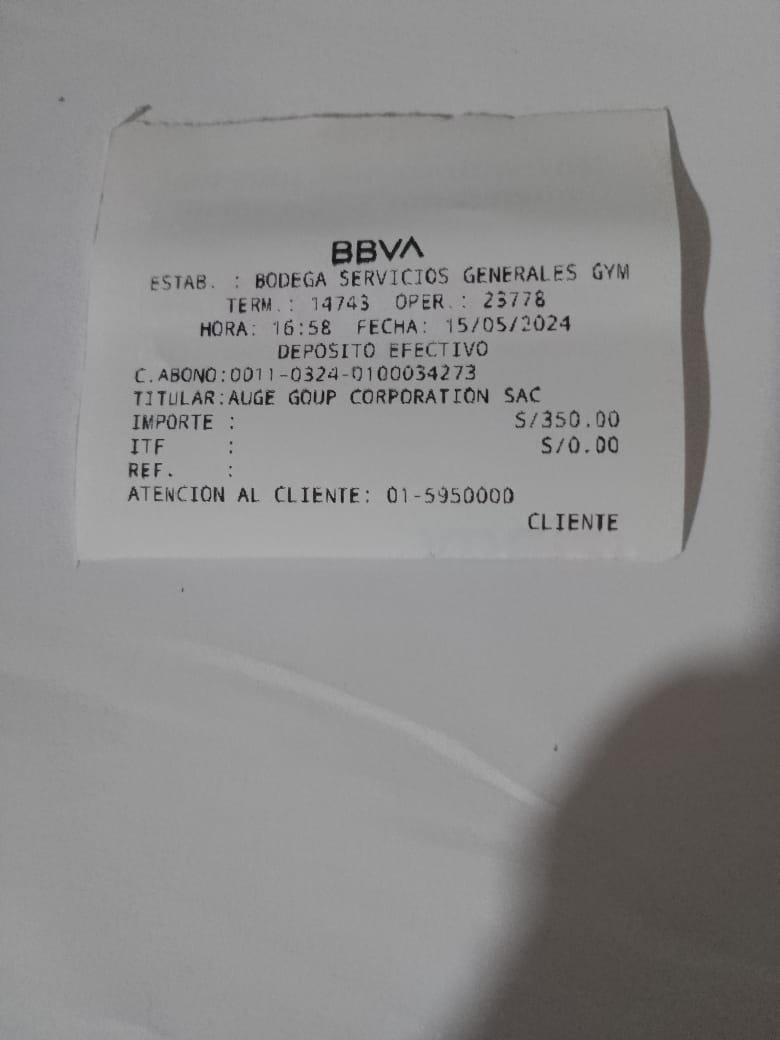 BBVA
ESTAB. : BODEGA SERVICIOS GENERALES GYM
TERM.: 14743 OPER.: 23778
HORA: 16:58 FECHA: 15/05/2024
DEPOSITO EFECTIVO
C.ABONO:0011-0324-0100034273
TITULAR:AUGE GOUP CORPORATION SAC
IMPORTE : S/350.00
ITF : S/0.00
REF. :
ATENCION AL CLIENTE: 01-5950000
CLIENTE